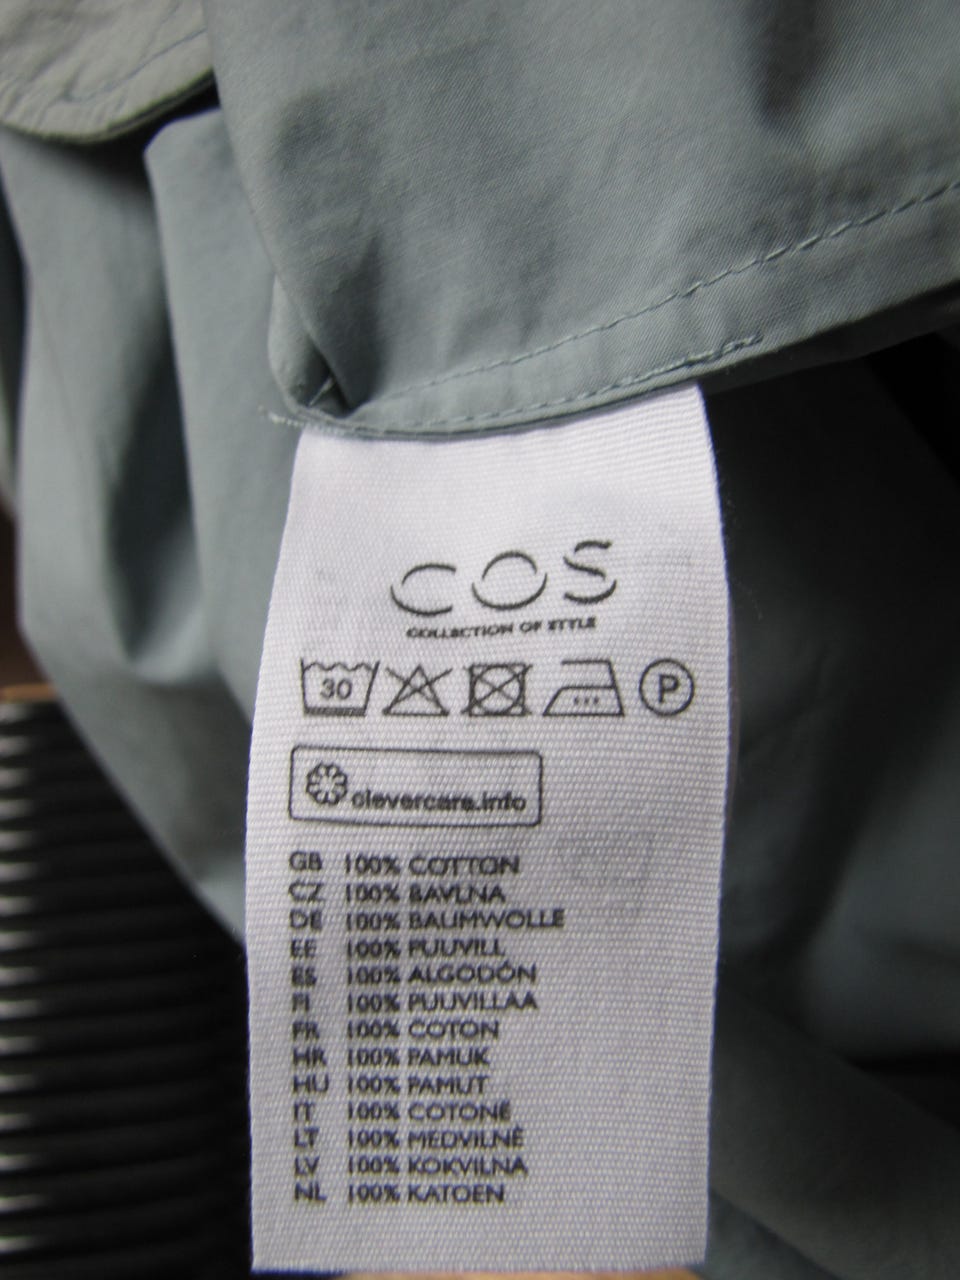 COS
COLLECTION OF STYLE
30 P
clevercare.info
GB 100% COTTON
CZ 100% BAVLNA
DE 100% BAUMWOLLE
EE 100% PUUVILL
ES 100% ALGODÓN
FI 100% PUUVILLAA
FR 100% COTON
HR 100% PAMUK
HU 100% PAMUT
IT 100% COTONE
LT 100% MEDVILNĖ
LV 100% KOKVILNA
NL 100% KATOEN